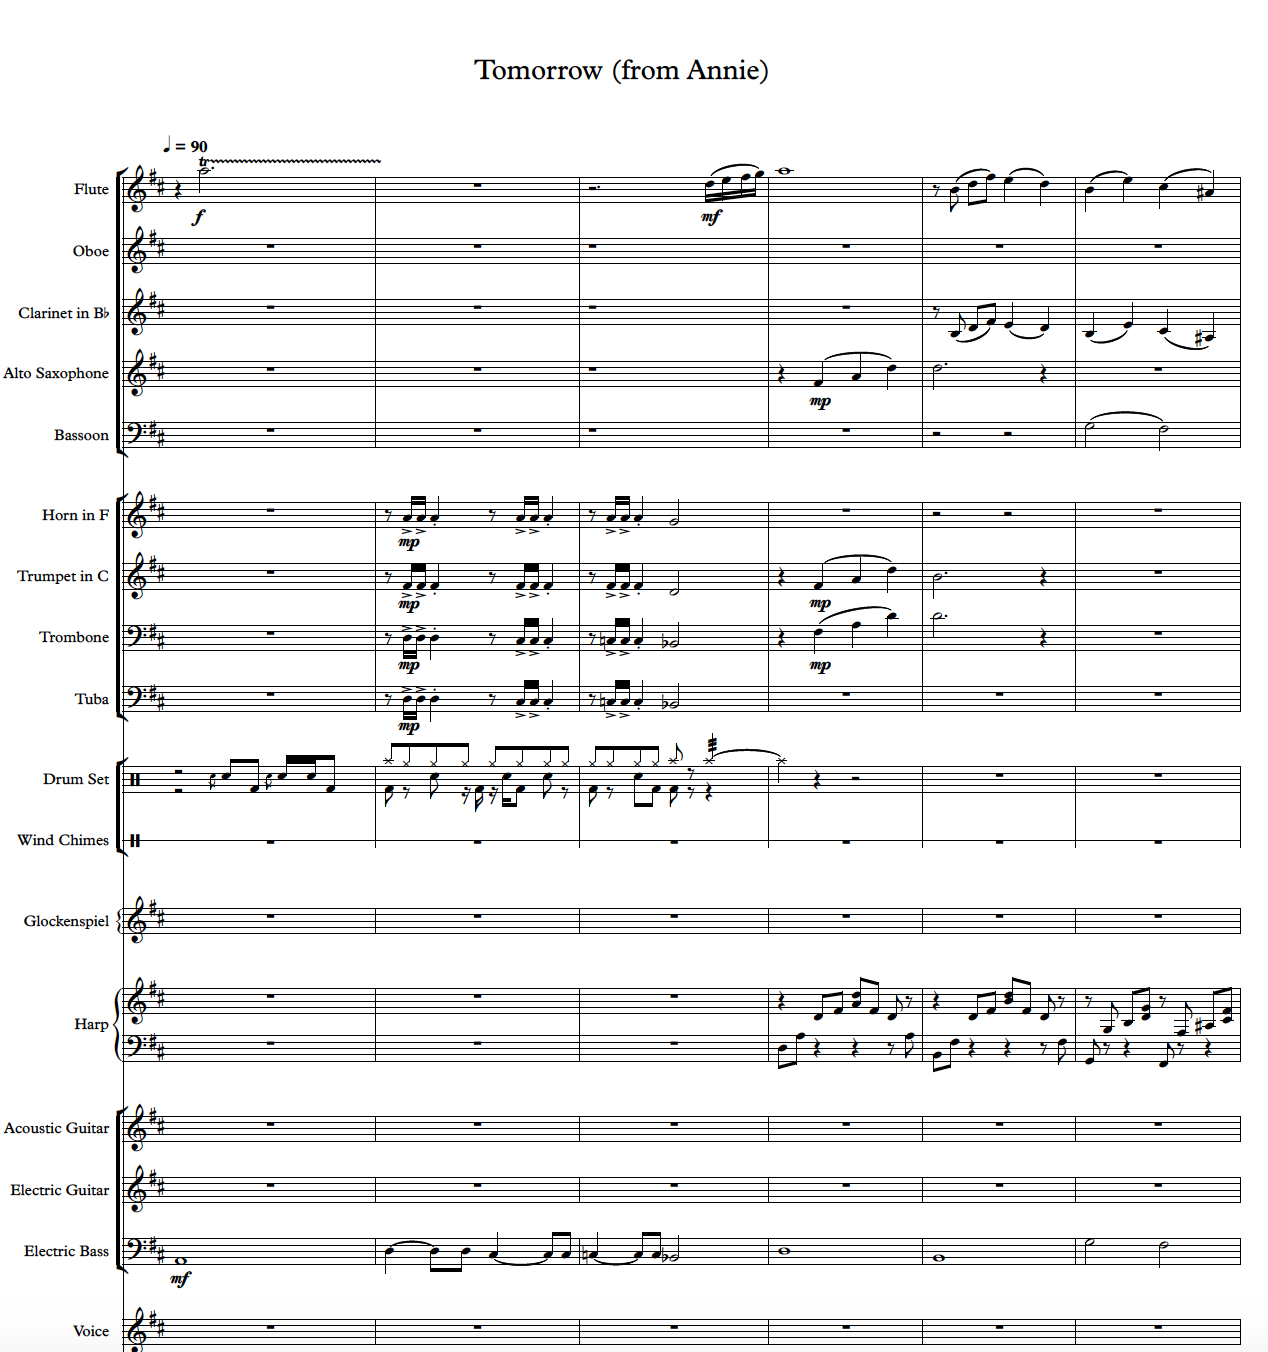 Tomorrow (from Annie)
♩ = 90
tr
Flute
f
mf
Oboe
Clarinet in B♭
Alto Saxophone
mp
Bassoon
Horn in F
mp
Trumpet in C
mp
mp
Trombone
mp
mp
Tuba
mp
Drum Set
Wind Chimes
Glockenspiel
Harp
Acoustic Guitar
Electric Guitar
Electric Bass
mf
Voice